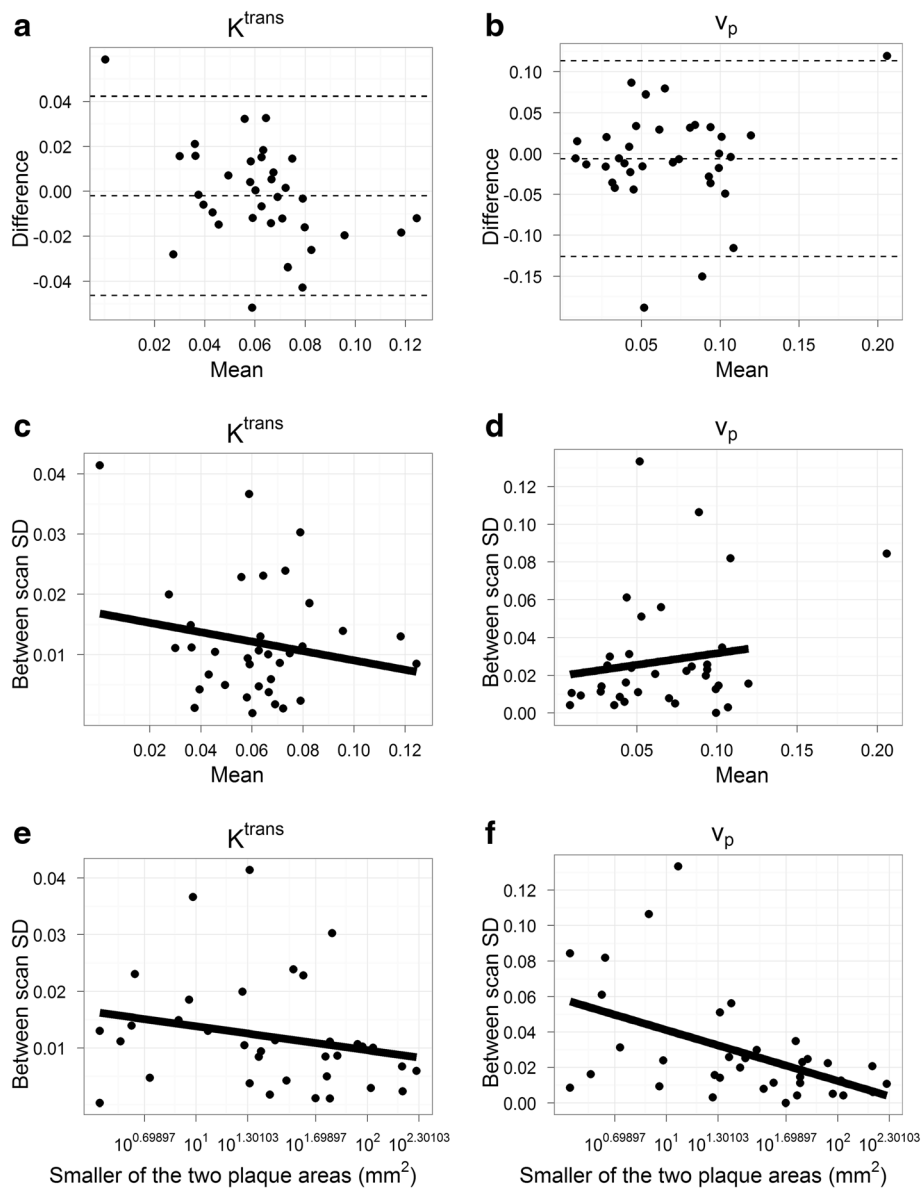 a
K^trans
Difference
0.04
0.02
0.00
-0.02
-0.04
0.02 0.04 0.06 0.08 0.10 0.12
Mean
b
v_p
Difference
0.10
0.05
0.00
-0.05
-0.10
-0.15
0.05 0.10 0.15 0.20
Mean
c
K^trans
Between scan SD
0.04
0.03
0.02
0.01
0.02 0.04 0.06 0.08 0.10 0.12
Mean
d
v_p
Between scan SD
0.12
0.10
0.08
0.06
0.04
0.02
0.00
0.05 0.10 0.15 0.20
Mean
e
K^trans
Between scan SD
0.04
0.03
0.02
0.01
10^0.69897 10^1 10^1.30103 10^1.69897 10^2 10^2.30103
Smaller of the two plaque areas (mm^2)
f
v_p
Between scan SD
0.12
0.10
0.08
0.06
0.04
0.02
0.00
10^0.69897 10^1 10^1.30103 10^1.69897 10^2 10^2.30103
Smaller of the two plaque areas (mm^2)